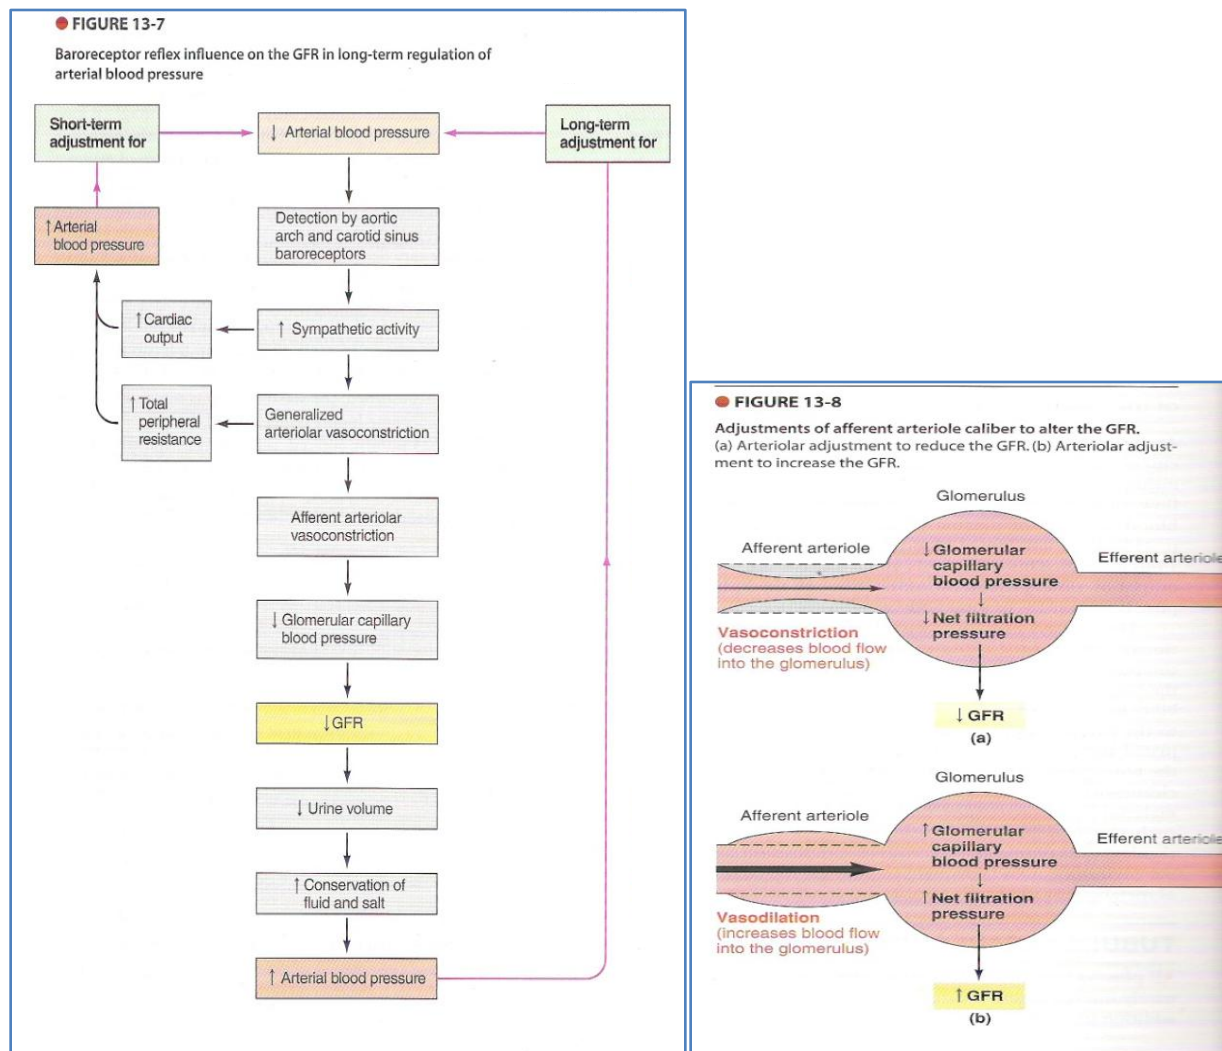 FIGURE 13-7
Baroreceptor reflex influence on the GFR in long-term regulation of
arterial blood pressure
Short-term
adjustment for
↓ Arterial blood pressure
Long-term
adjustment for
↑ Arterial
blood pressure
Detection by aortic
arch and carotid sinus
baroreceptors
↑ Cardiac
output
↑ Sympathetic activity
↑ Total
peripheral
resistance
Generalized
arteriolar vasoconstriction
Afferent arteriolar
vasoconstriction
↓ Glomerular capillary
blood pressure
↓ GFR
↓ Urine volume
↑ Conservation of
fluid and salt
↑ Arterial blood pressure
FIGURE 13-8
Adjustments of afferent arteriole caliber to alter the GFR.
(a) Arteriolar adjustment to reduce the GFR. (b) Arteriolar adjust-
ment to increase the GFR.
Glomerulus
Afferent arteriole
↓ Glomerular
capillary
blood pressure
↓
↓ Net filtration
pressure
Efferent arteriole
Vasoconstriction
(decreases blood flow
into the glomerulus)
↓ GFR
(a)
Glomerulus
Afferent arteriole
↑ Glomerular
capillary
blood pressure
↓
↑ Net filtration
pressure
Efferent arteriole
Vasodilation
(increases blood flow
into the glomerulus)
↑ GFR
(b)